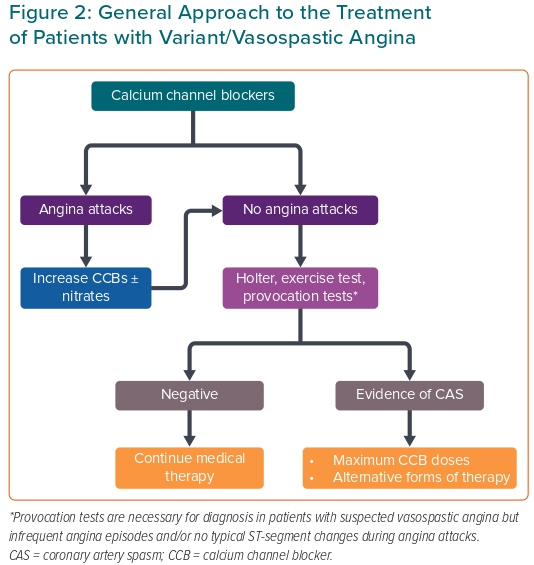 Figure 2: General Approach to the Treatment
of Patients with Variant/Vasospastic Angina
Calcium channel blockers
Angina attacks
No angina attacks
Increase CCBs ±
nitrates
Holter, exercise test,
provocation tests*
Negative
Evidence of CAS
Continue medical
therapy
• Maximum CCB doses
• Alternative forms of therapy
*Provocation tests are necessary for diagnosis in patients with suspected vasospastic angina but
infrequent angina episodes and/or no typical ST-segment changes during angina attacks.
CAS = coronary artery spasm; CCB = calcium channel blocker.